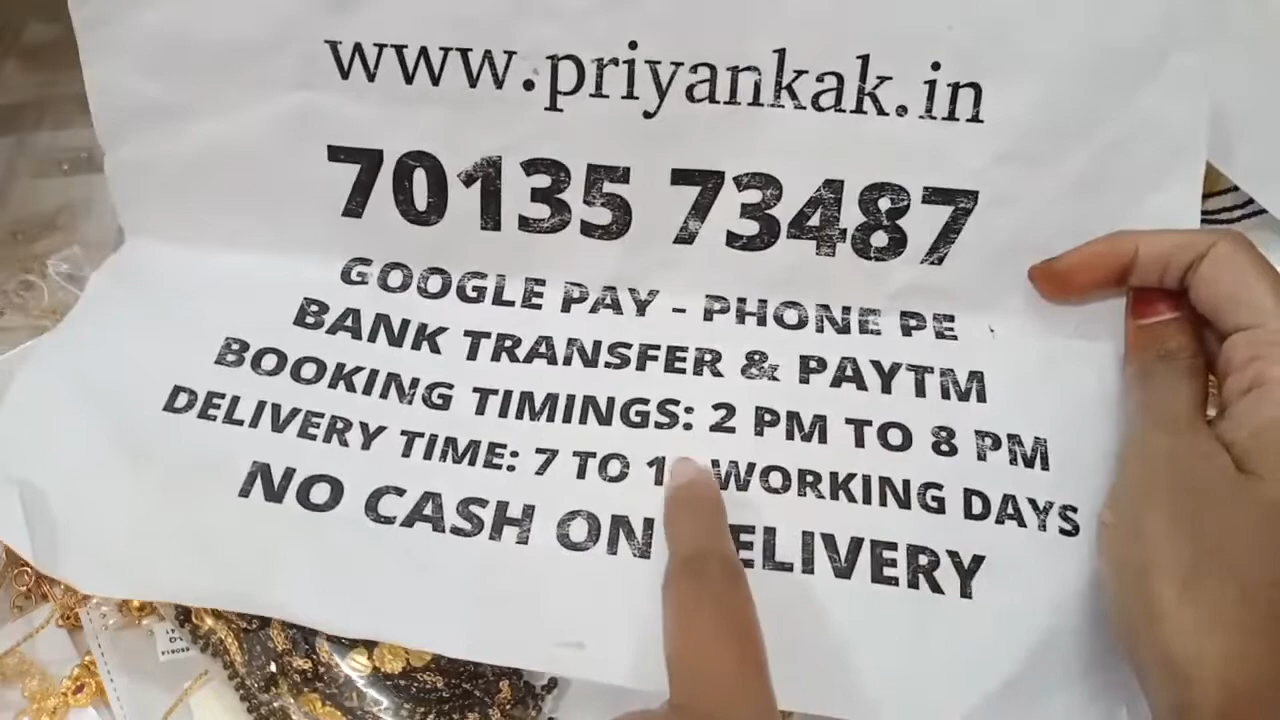 www.priyankak.in
70135 73487
GOOGLE PAY - PHONE PE
BANK TRANSFER & PAYTM
BOOKING TIMINGS: 2 PM TO 8 PM
DELIVERY TIME: 7 TO WORKING DAYS
NO CASH ON DELIVERY